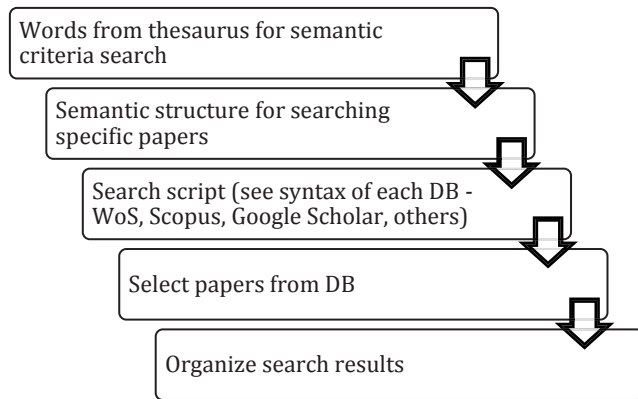 Words from thesaurus for semantic
criteria search
Semantic structure for searching
specific papers
Search script (see syntax of each DB -
WoS, Scopus, Google Scholar, others)
Select papers from DB
Organize search results